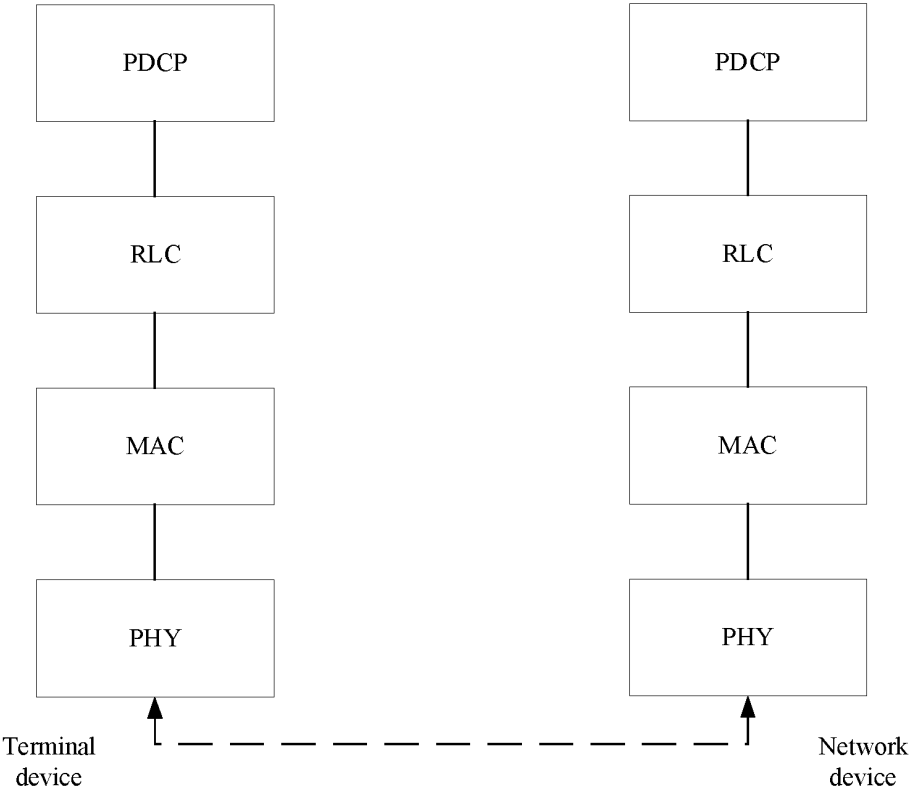 PDCP
PDCP
RLC
RLC
MAC
MAC
PHY
PHY
Terminal
device
Network
device